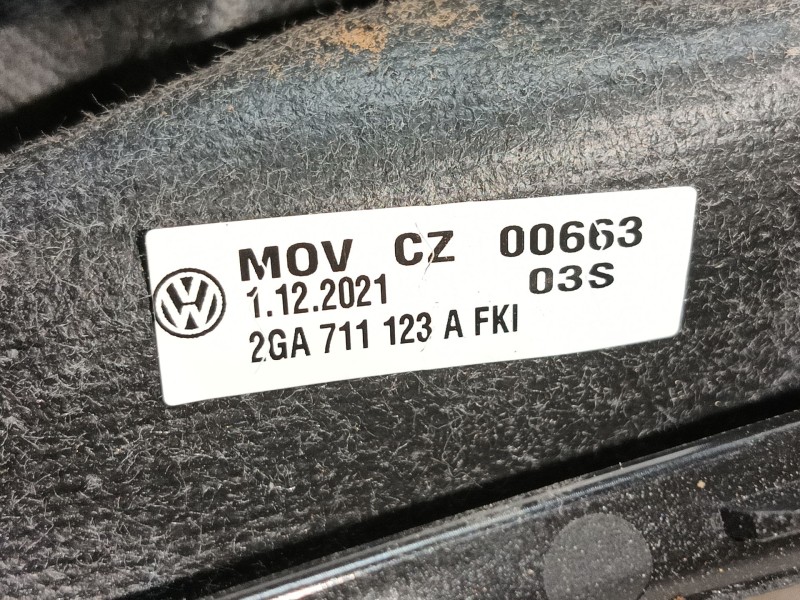 MOV CZ 00663
1.12.2021 03S
2GA 711 123 A FKI